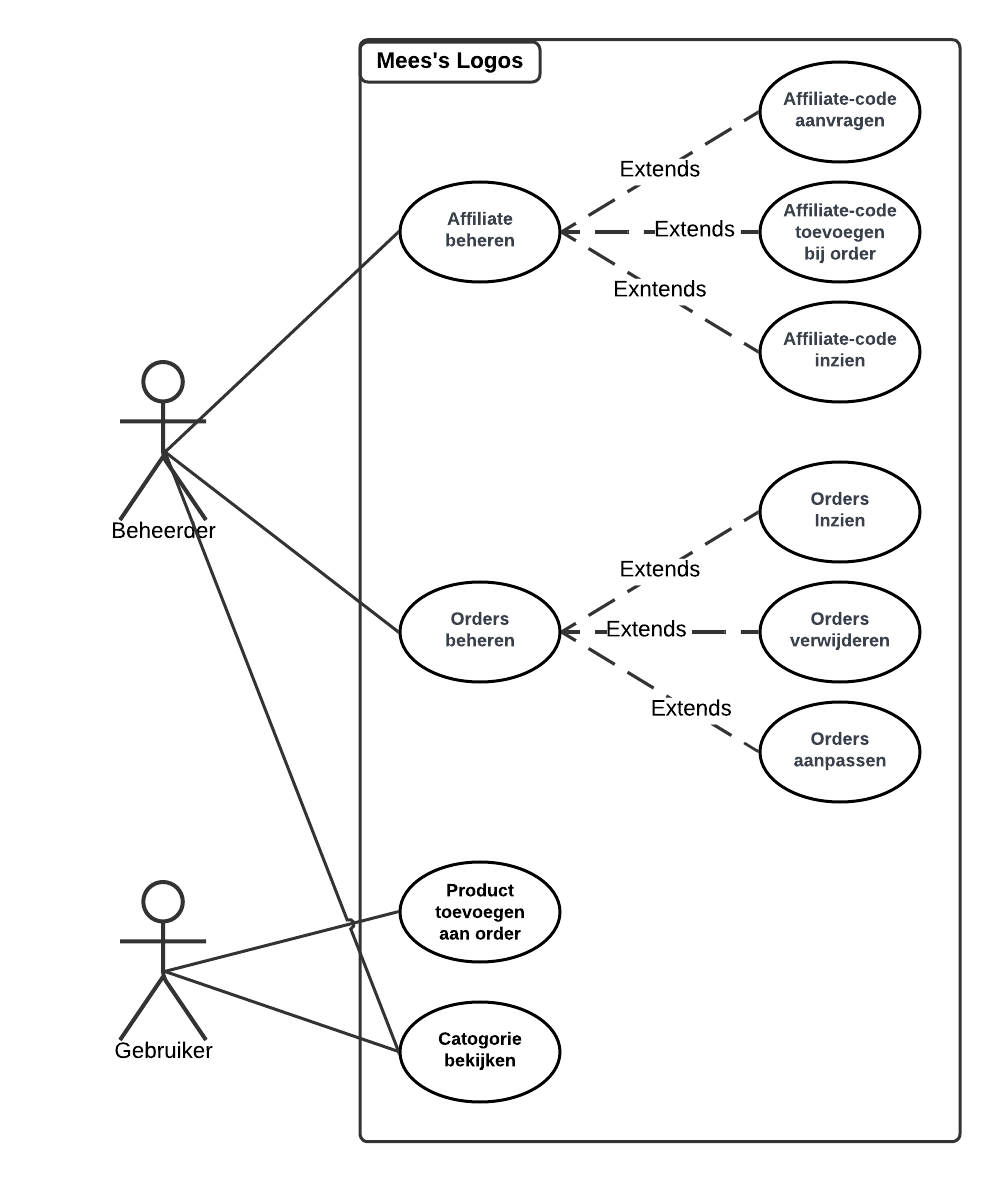 Mees's Logos
Affiliate-code
aanvragen
Extends
Affiliate
beheren
Affiliate-code
toevoegen
bij order
Extends
Exntends
Affiliate-code
inzien
Beheerder
Orders
Inzien
Extends
Orders
beheren
Extends
Orders
verwijderen
Extends
Orders
aanpassen
Product
toevoegen
aan order
Gebruiker
Catogorie
bekijken